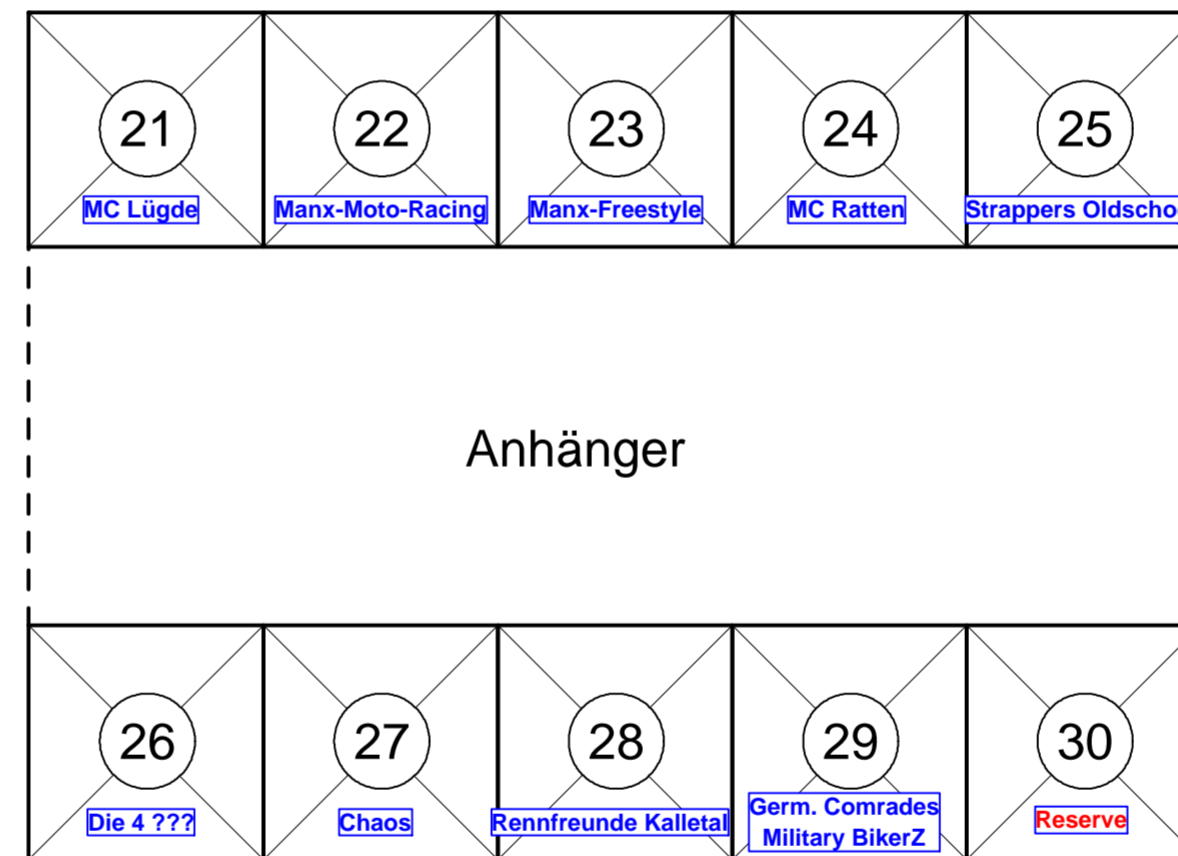 21 22 23 24 25
MC Lügde Manx-Moto-Racing Manx-Freestyle MC Ratten Strappers
Anhänger
26 27 28 29 30
Die 4 ??? Chaos Rennfreunde Kalletal Germ. Comrades Reserve
Military BikerZ